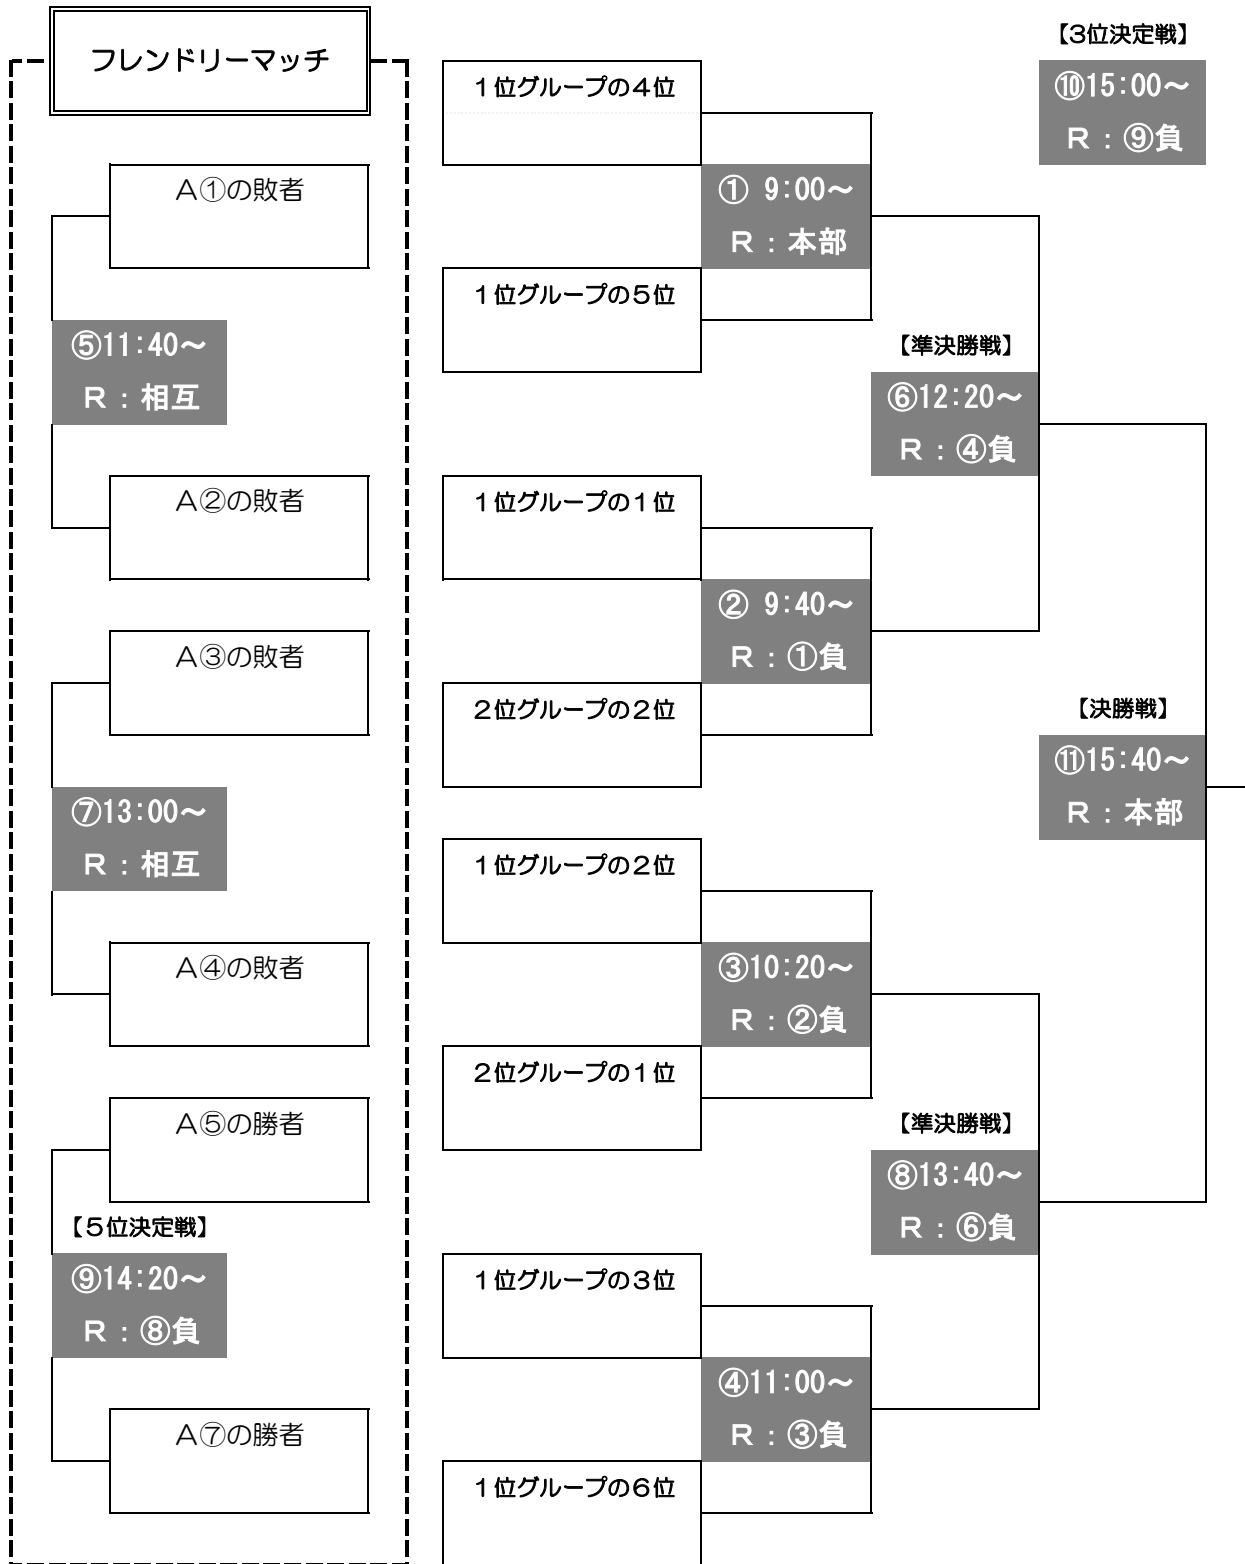 フレンドリーマッチ
A①の敗者
⑤11:40～
R：相互
A②の敗者
A③の敗者
⑦13:00～
R：相互
A④の敗者
A⑤の勝者
【5位決定戦】
⑨14:20～
R：⑧負
A⑦の勝者
1位グループの4位
① 9:00～
R：本部
1位グループの5位
1位グループの1位
② 9:40～
R：①負
2位グループの2位
1位グループの2位
③10:20～
R：②負
2位グループの1位
1位グループの3位
④11:00～
R：③負
1位グループの6位
【準決勝戦】
⑥12:20～
R：④負
【準決勝戦】
⑧13:40～
R：⑥負
【3位決定戦】
⑩15:00～
R：⑨負
【決勝戦】
⑪15:40～
R：本部